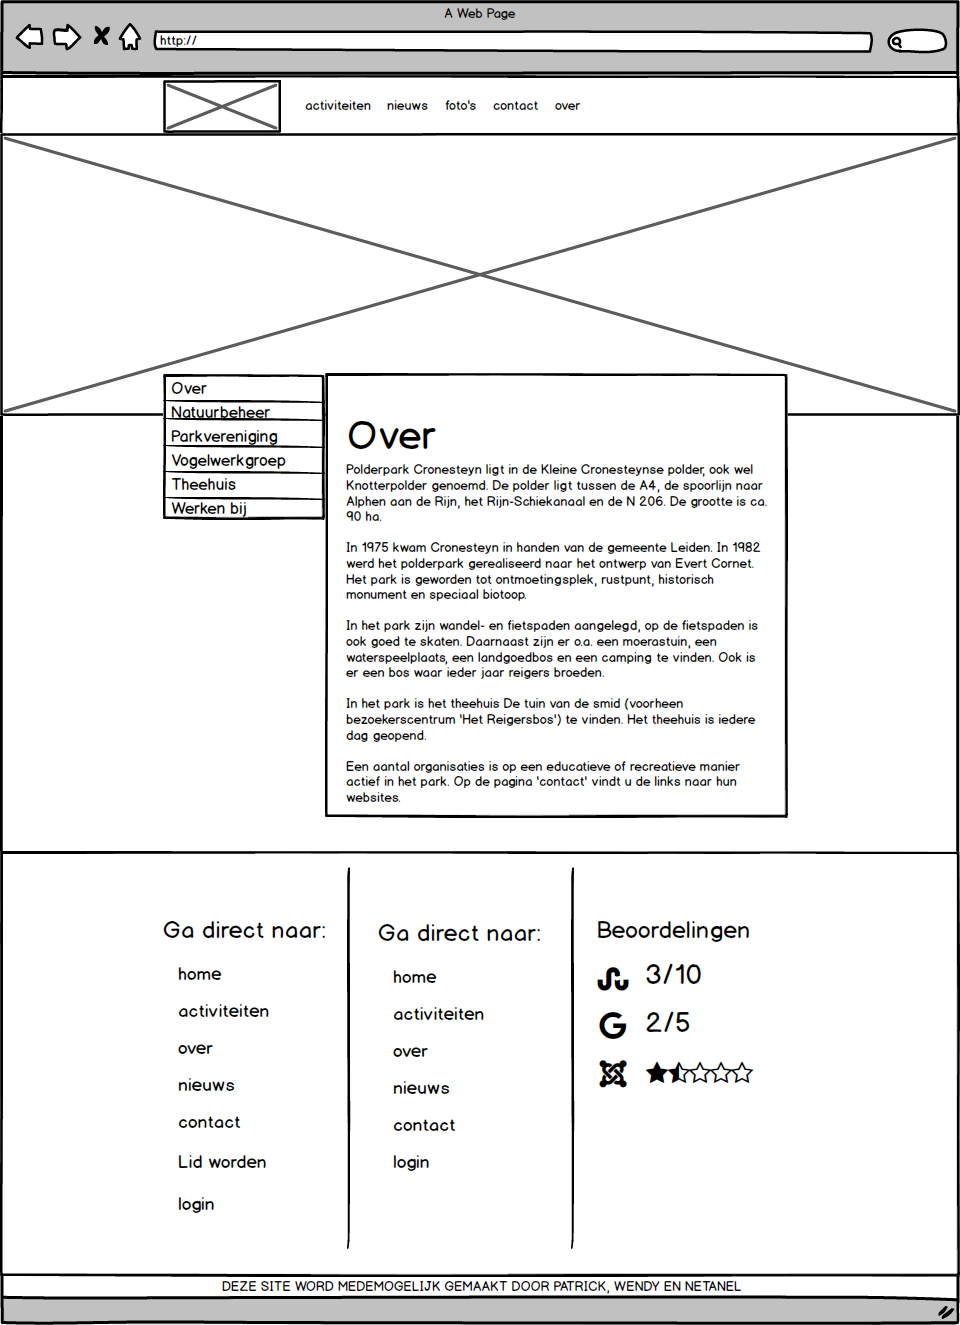 A Web Page
http://
activiteiten nieuws foto's contact over
Over
Natuurbeheer
Parkvereniging
Vogelwerkgroep
Theehuis
Werken bij
Over
Polderpark Cronesteyn ligt in de Kleine Cronesteynse polder, ook wel
Knotterpolder genoemd. De polder ligt tussen de A4, de spoorlijn naar
Alphen aan de Rijn, het Rijn-Schiekanaal en de N 206. De grootte is ca.
90 ha.
In 1975 kwam Cronesteyn in handen van de gemeente Leiden. In 1982
werd het polderpark gerealiseerd naar het ontwerp van Evert Cornet.
Het park is geworden tot ontmoetingsplek, rustpunt, historisch
monument en speciaal biotoop.
In het park zijn wandel- en fietspaden aangelegd, op de fietspaden is
ook goed te skaten. Daarnaast zijn er o.a. een moerastuin, een
waterspeelplaats, een landgoedbos en een camping te vinden. Ook is
er een bos waar ieder jaar reigers broeden.
In het park is het theehuis De tuin van de smid (voorheen
bezoekerscentrum 'Het Reigersbos') te vinden. Het theehuis is iedere
dag geopend.
Een aantal organisaties is op een educatieve of recreatieve manier
actief in het park. Op de pagina 'contact' vindt u de links naar hun
websites.
Ga direct naar:
home
activiteiten
over
nieuws
contact
Lid worden
login
Ga direct naar:
home
activiteiten
over
nieuws
contact
login
Beoordelingen
3/10
G 2/5
DEZE SITE WORD MEDEMOGELIJK GEMAAKT DOOR PATRICK, WENDY EN NETANEL